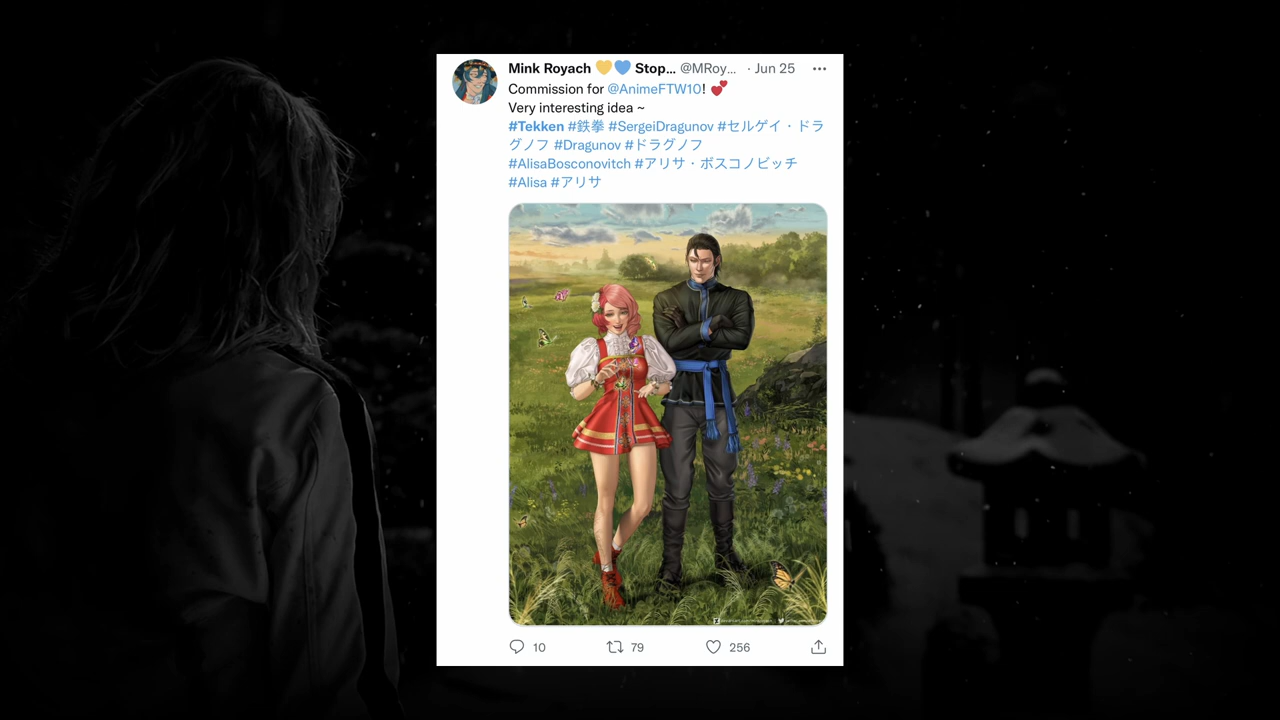 Mink Royach 💛💙 Stop... @MRoy... · Jun 25
Commission for @AnimeFTW10! 💕
Very interesting idea ~
#Tekken #鉄拳 #SergeiDragunov #セルゲイ・ドラ
グノフ #Dragunov #ドラグノフ
#AlisaBosconovitch #アリサ・ボスコノビッチ
#Alisa #アリサ
10 79 256